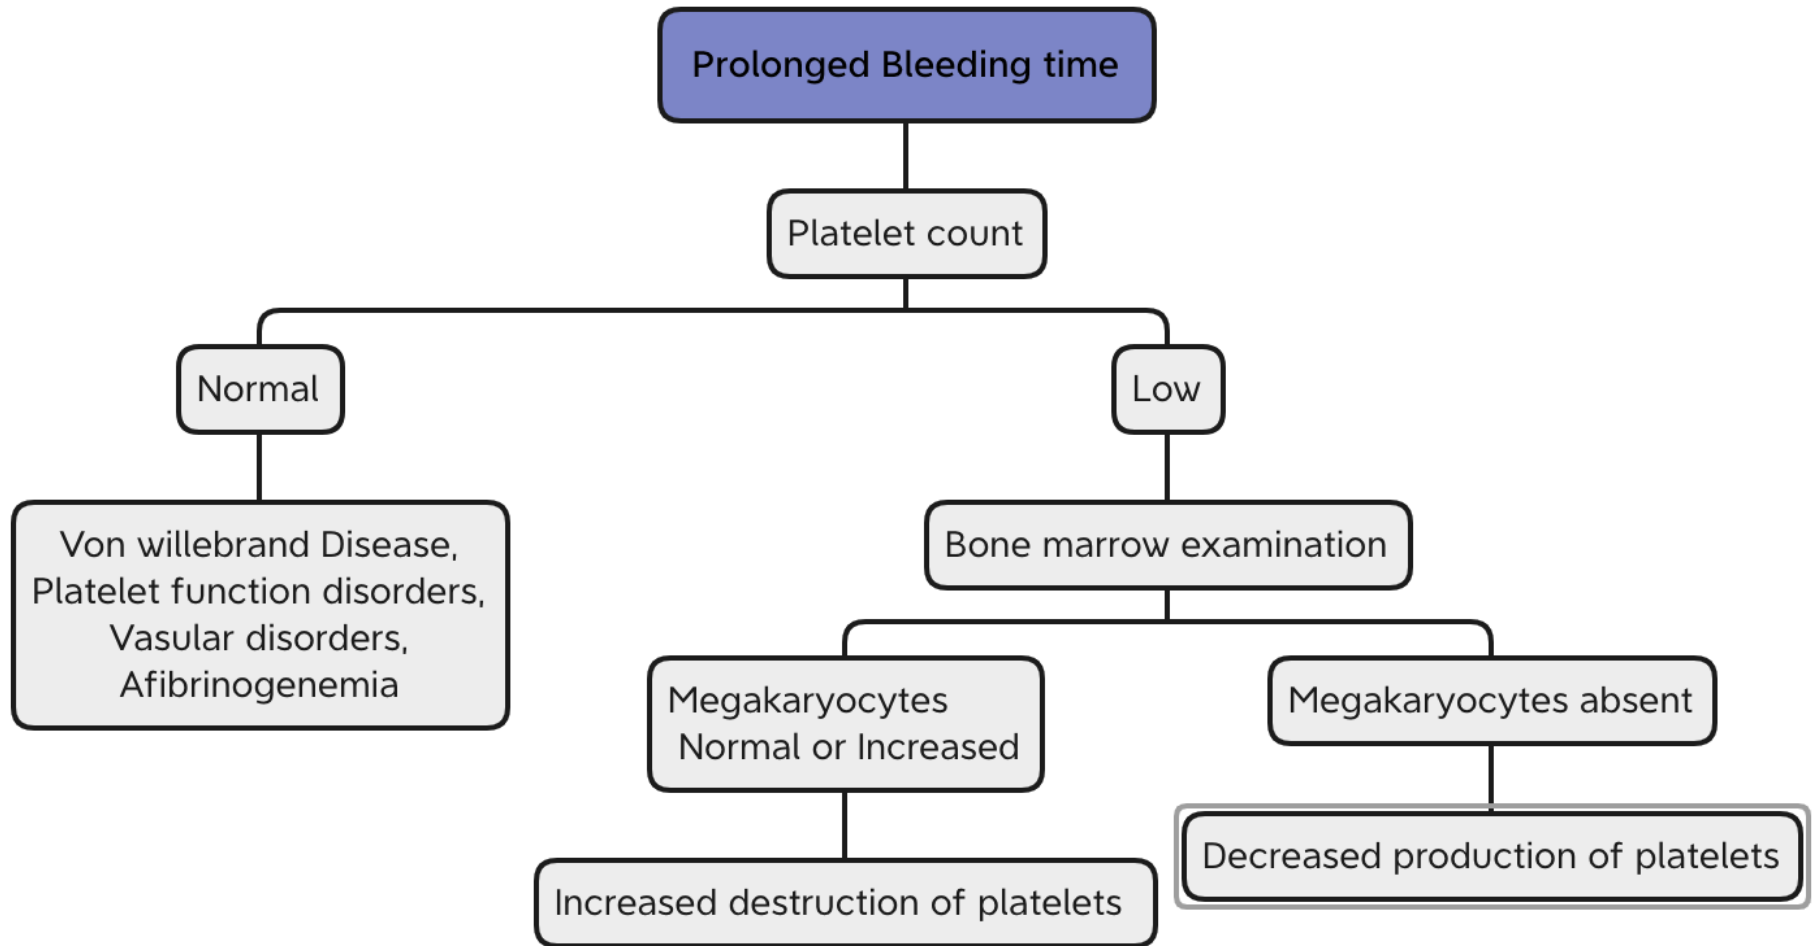 Prolonged Bleeding time
Platelet count
Normal
Low
Von willebrand Disease,
Platelet function disorders,
Vasular disorders,
Afibrinogenemia
Bone marrow examination
Megakaryocytes
Normal or Increased
Megakaryocytes absent
Increased destruction of platelets
Decreased production of platelets